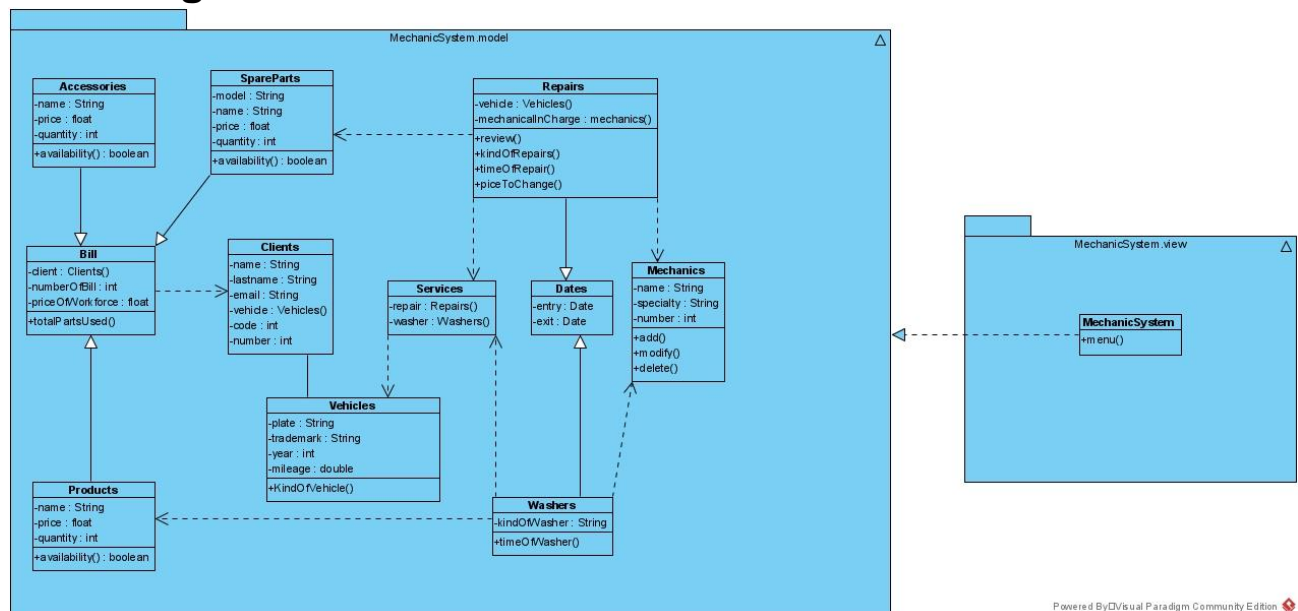 MechanicSystem.model
Accessories
-name : String
-price : float
-quantity : int
+availability() : boolean
SpareParts
-model : String
-name : String
-price : float
-quantity : int
+availability() : boolean
Repairs
-vehicle : Vehicles()
-mechanicalInCharge : mechanics()
+review()
+kindOfRepairs()
+timeOfRepair()
+piceToChange()
Bill
-client : Clients()
-numberOfBill : int
-priceOfWorkforce : float
+totalPartsUsed()
Clients
-name : String
-lastname : String
-email : String
-vehicle : Vehicles()
-code : int
-number : int
Services
-repair : Repairs()
-washer : Washers()
Dates
-entry : Date
-exit : Date
Mechanics
-name : String
-specialty : String
-number : int
+add()
+modify()
+delete()
Vehicles
-plate : String
-trademark : String
-year : int
-mileage : double
+KindOfVehicle()
Products
-name : String
-price : float
-quantity : int
+availability() : boolean
Washers
-kindOfWasher : String
+timeOfWasher()
MechanicSystem.view
MechanicSystem
+menu()
Powered By Visual Paradigm Community Edition